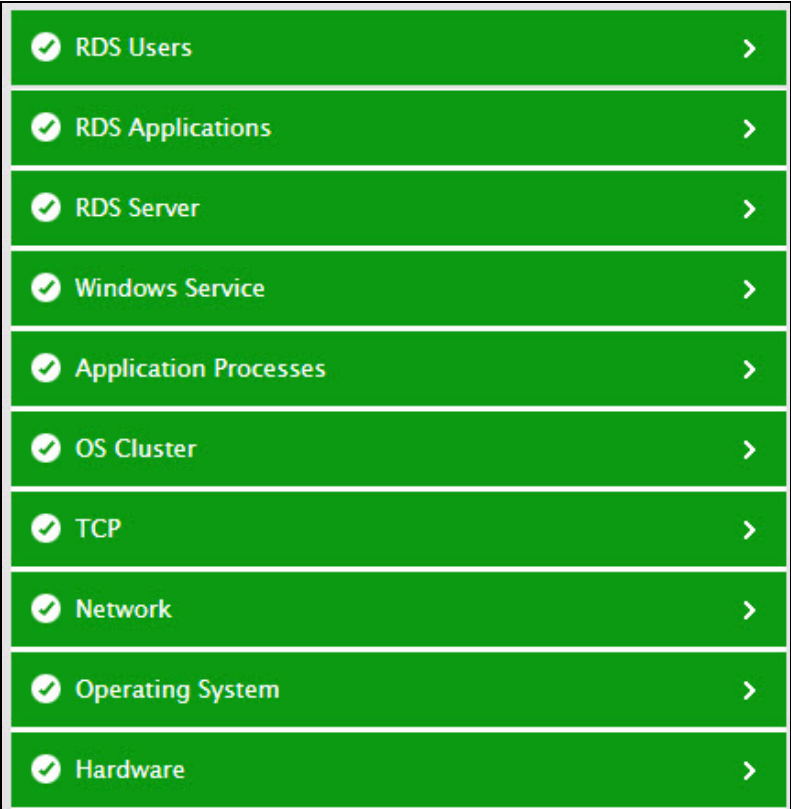 RDS Users
RDS Applications
RDS Server
Windows Service
Application Processes
OS Cluster
TCP
Network
Operating System
Hardware